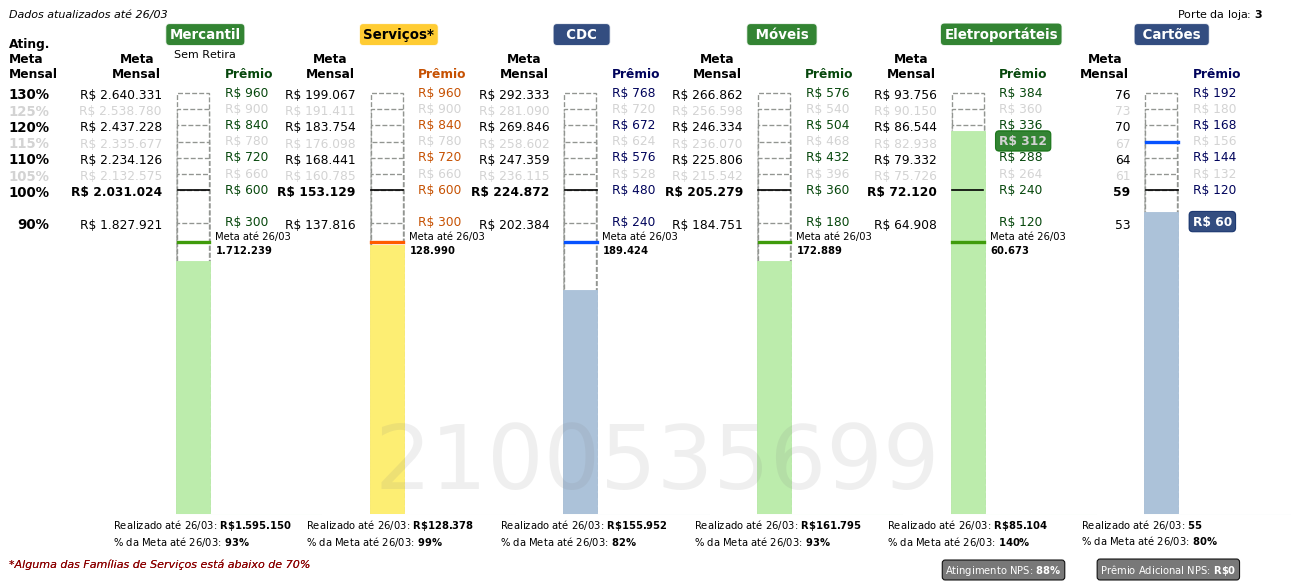 Dados atualizados até 26/03
Porte da loja: 3
Mercantil Serviços* CDC Móveis Eletroportáteis Cartões
Sem Retira
Ating. Meta Mensal
Meta Mensal Prêmio Meta Mensal Prêmio Meta Mensal Prêmio Meta Mensal Prêmio Meta Mensal Prêmio Meta Mensal Prêmio
130% R$ 2.640.331 R$ 960 R$ 199.067 R$ 960 R$ 292.333 R$ 768 R$ 266.862 R$ 576 R$ 93.756 R$ 384 76 R$ 192
125% R$ 2.538.780 R$ 900 R$ 191.411 R$ 900 R$ 281.090 R$ 720 R$ 256.598 R$ 540 R$ 90.150 R$ 360 73 R$ 180
120% R$ 2.437.228 R$ 840 R$ 183.754 R$ 840 R$ 269.846 R$ 672 R$ 246.334 R$ 504 R$ 86.544 R$ 336 70 R$ 168
115% R$ 2.335.677 R$ 780 R$ 176.098 R$ 780 R$ 258.602 R$ 624 R$ 236.070 R$ 468 R$ 82.938 R$ 312 67 R$ 156
110% R$ 2.234.126 R$ 720 R$ 168.441 R$ 720 R$ 247.359 R$ 576 R$ 225.806 R$ 432 R$ 79.332 R$ 288 64 R$ 144
105% R$ 2.132.575 R$ 660 R$ 160.785 R$ 660 R$ 236.115 R$ 528 R$ 215.542 R$ 396 R$ 75.726 R$ 264 61 R$ 132
100% R$ 2.031.024 R$ 600 R$ 153.129 R$ 600 R$ 224.872 R$ 480 R$ 205.279 R$ 360 R$ 72.120 R$ 240 59 R$ 120
90% R$ 1.827.921 R$ 300 R$ 137.816 R$ 300 R$ 202.384 R$ 240 R$ 184.751 R$ 180 R$ 64.908 R$ 120 53 R$ 60
Meta até 26/03 Meta até 26/03 Meta até 26/03 Meta até 26/03 Meta até 26/03
1.712.239 128.990 189.424 172.889 60.673
2100535699
Realizado até 26/03: R$1.595.150 Realizado até 26/03: R$128.378 Realizado até 26/03: R$155.952 Realizado até 26/03: R$161.795 Realizado até 26/03: R$85.104 Realizado até 26/03: 55
% da Meta até 26/03: 93% % da Meta até 26/03: 99% % da Meta até 26/03: 82% % da Meta até 26/03: 93% % da Meta até 26/03: 140% % da Meta até 26/03: 80%
*Alguma das Famílias de Serviços está abaixo de 70%
Atingimento NPS: 88% Prêmio Adicional NPS: R$0